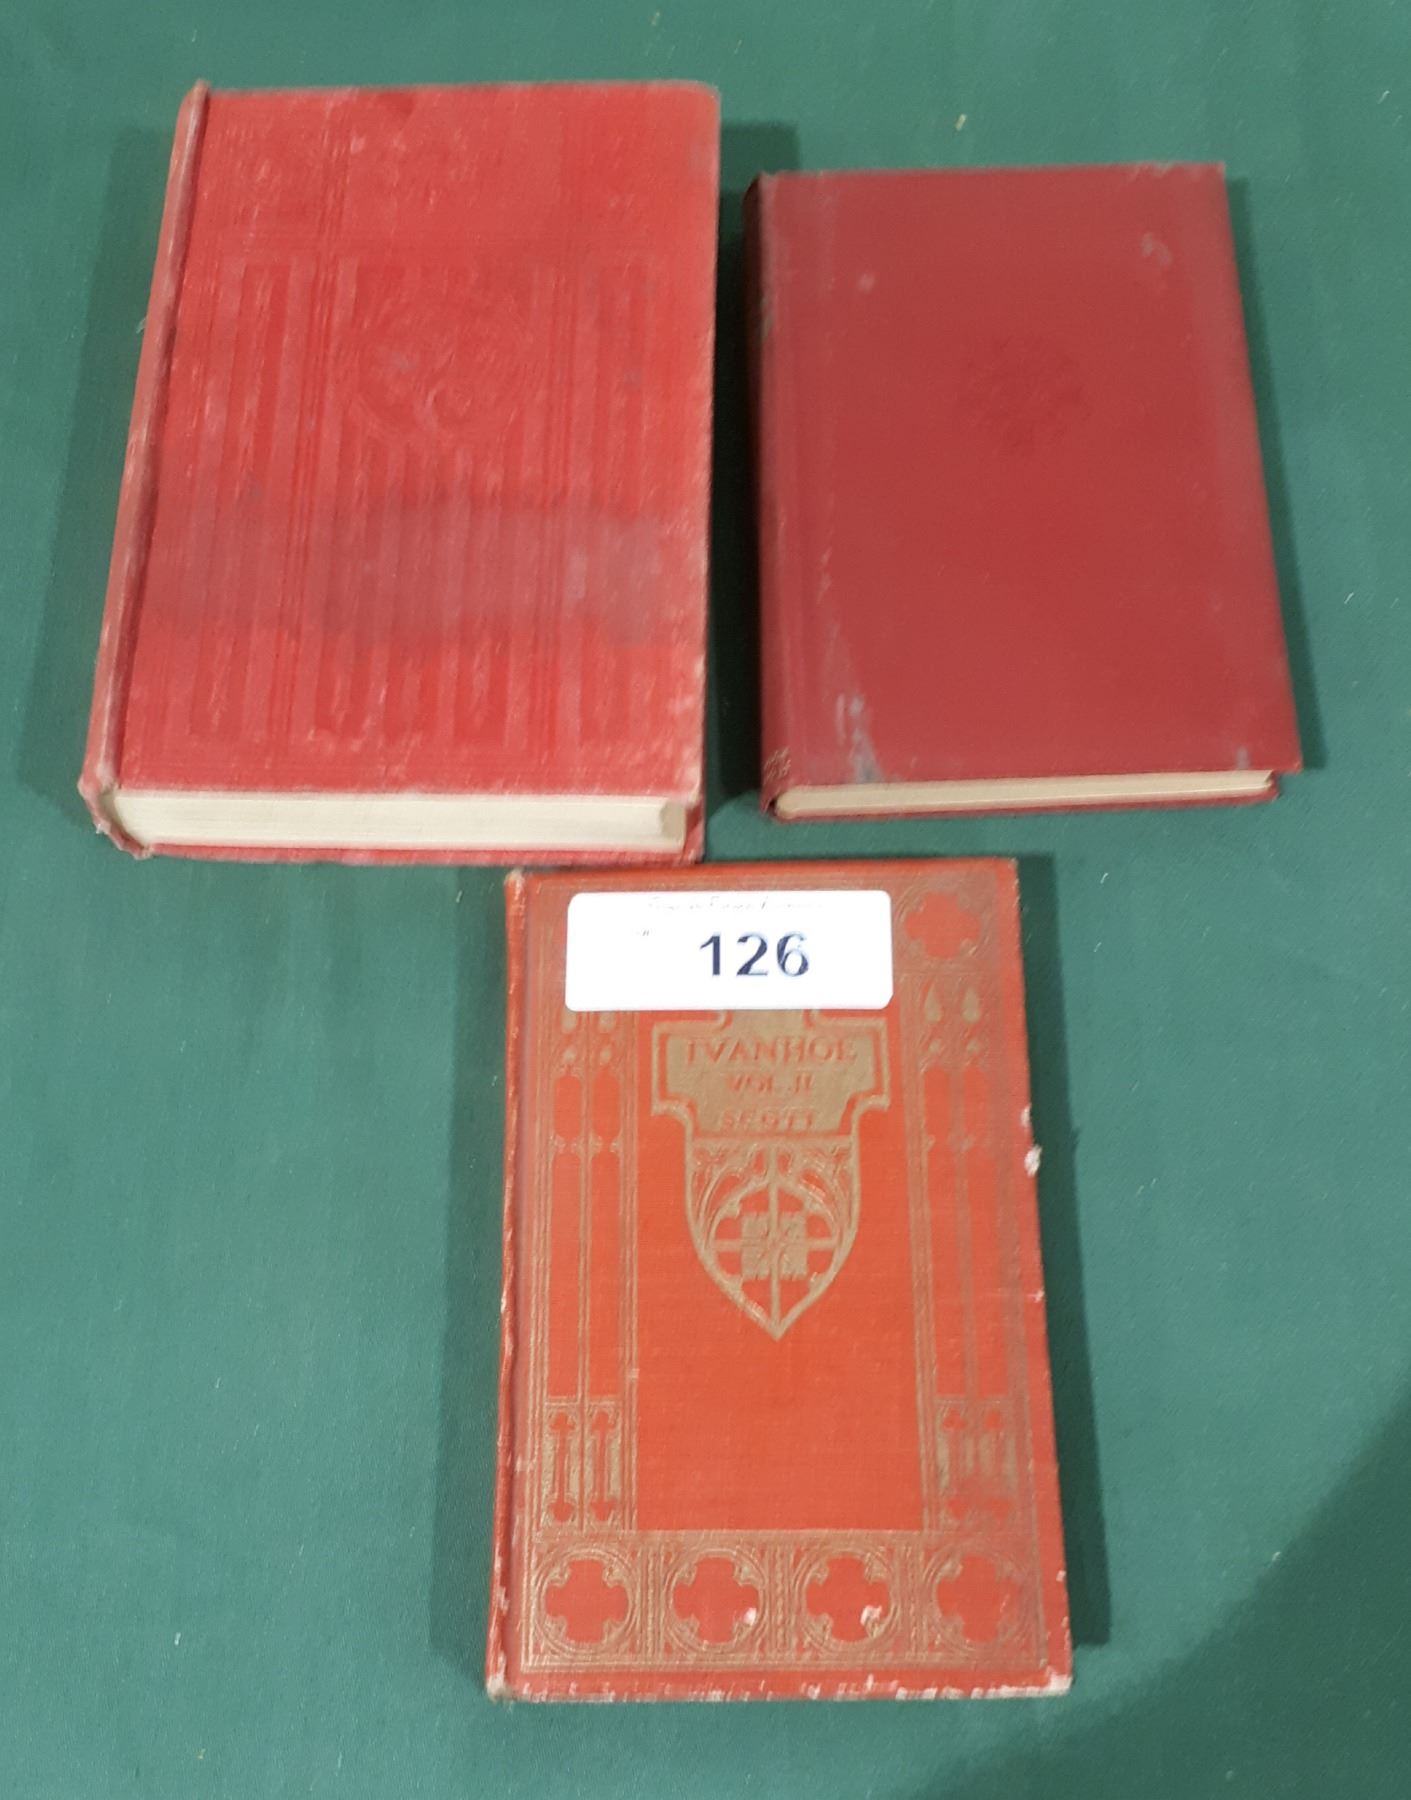 126
IVANHOE
VOL. II
SCOTT